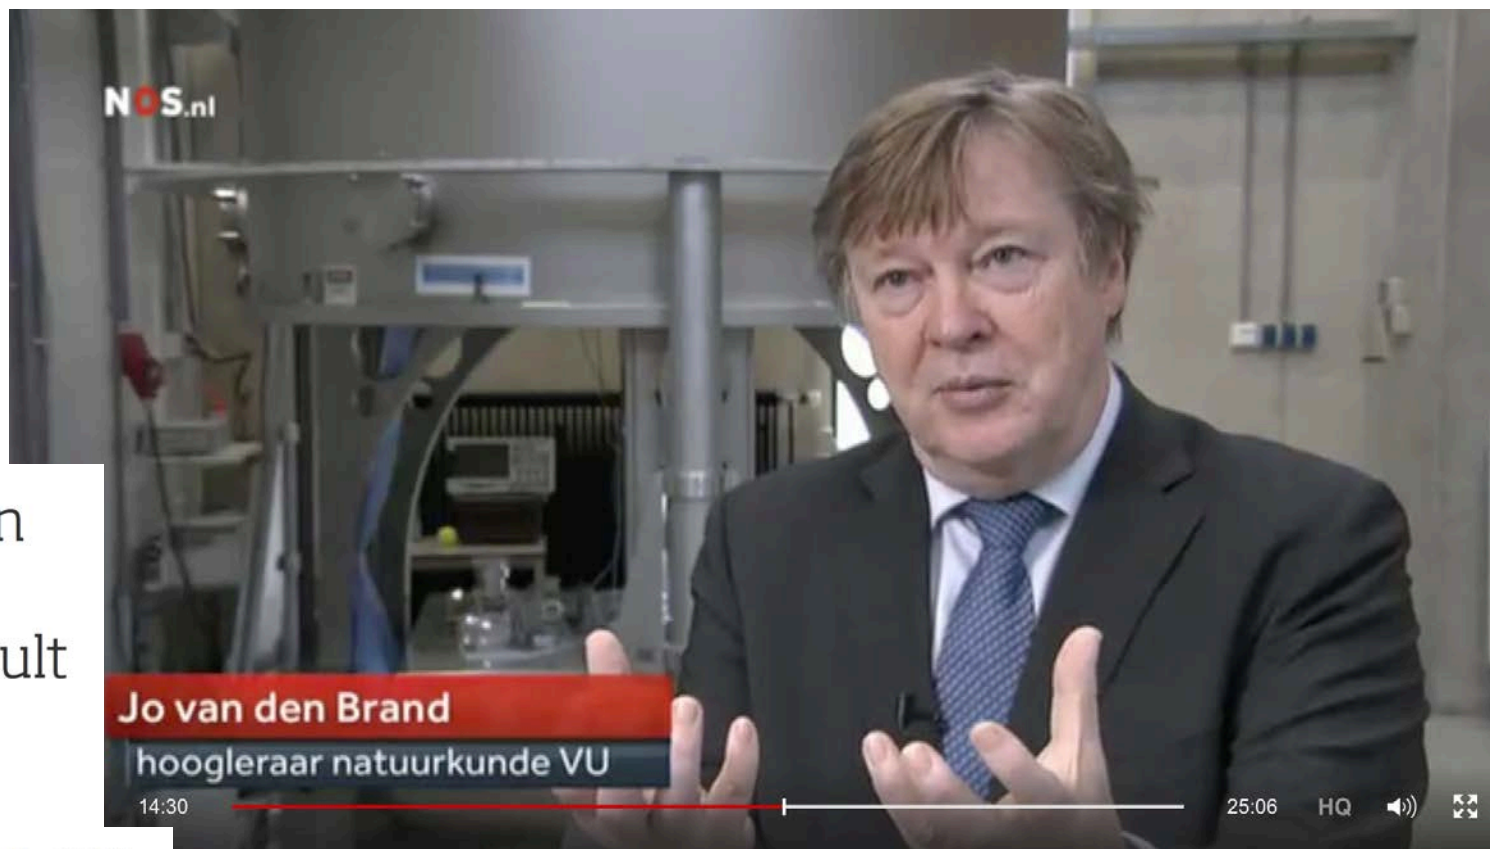 NOS.nl
n
ult
Jo van den Brand
hoogleraar natuurkunde VU
14:30
25:06
HQ